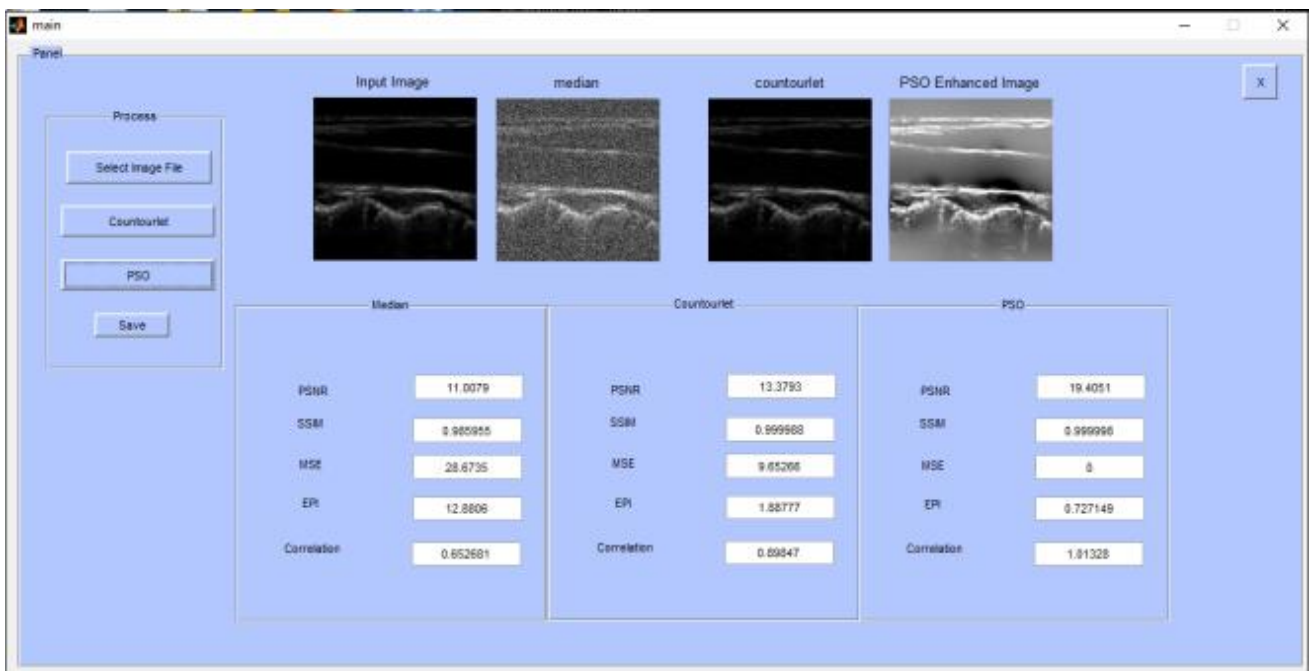 main
Panel
Input Image median countourlet PSO Enhanced Image
X
Process
Select Image File
Countourlet
PSO
Save
Median
PSNR 11.0079
SSIM 0.985955
MSE 28.6735
EPI 12.8806
Correlation 0.652681
Countourlet
PSNR 13.3793
SSIM 0.999988
MSE 9.65266
EPI 1.88777
Correlation 0.89847
PSO
PSNR 19.4051
SSIM 0.999996
MSE 0
EPI 0.727149
Correlation 1.01328